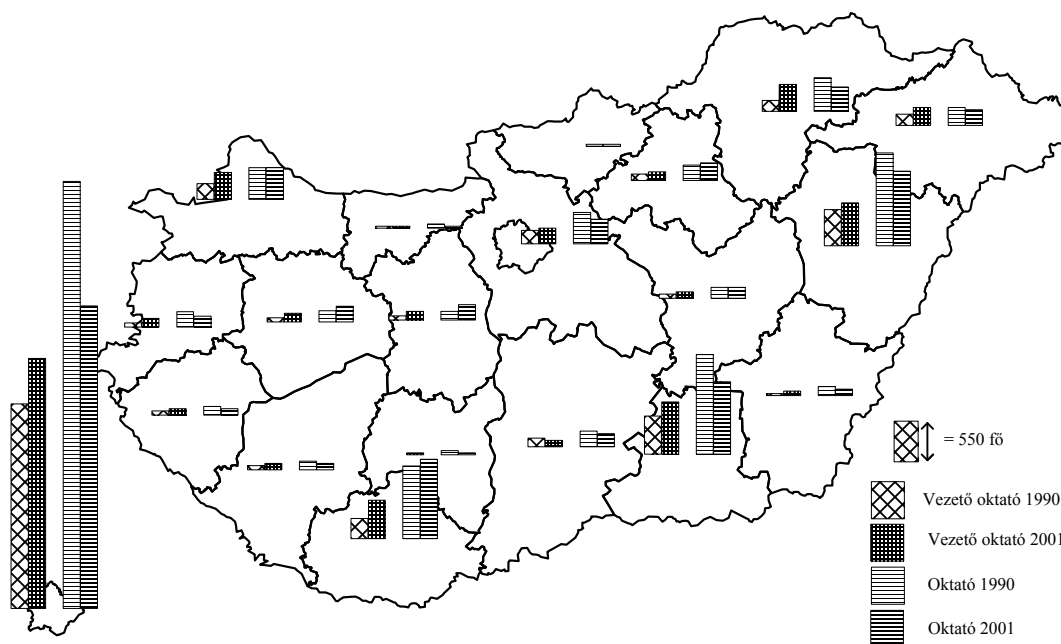 = 550 fő
Vezető oktató 1990
Vezető oktató 2001
Oktató 1990
Oktató 2001